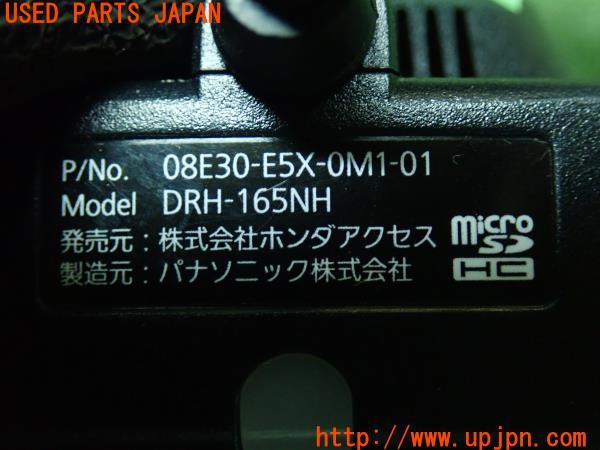 USED PARTS JAPAN
P/No. 08E30-E5X-0M1-01
Model DRH-165NH
発売元：株式会社ホンダアクセス
製造元：パナソニック株式会社
micro
SD
HC
http://www.upjpn.com/